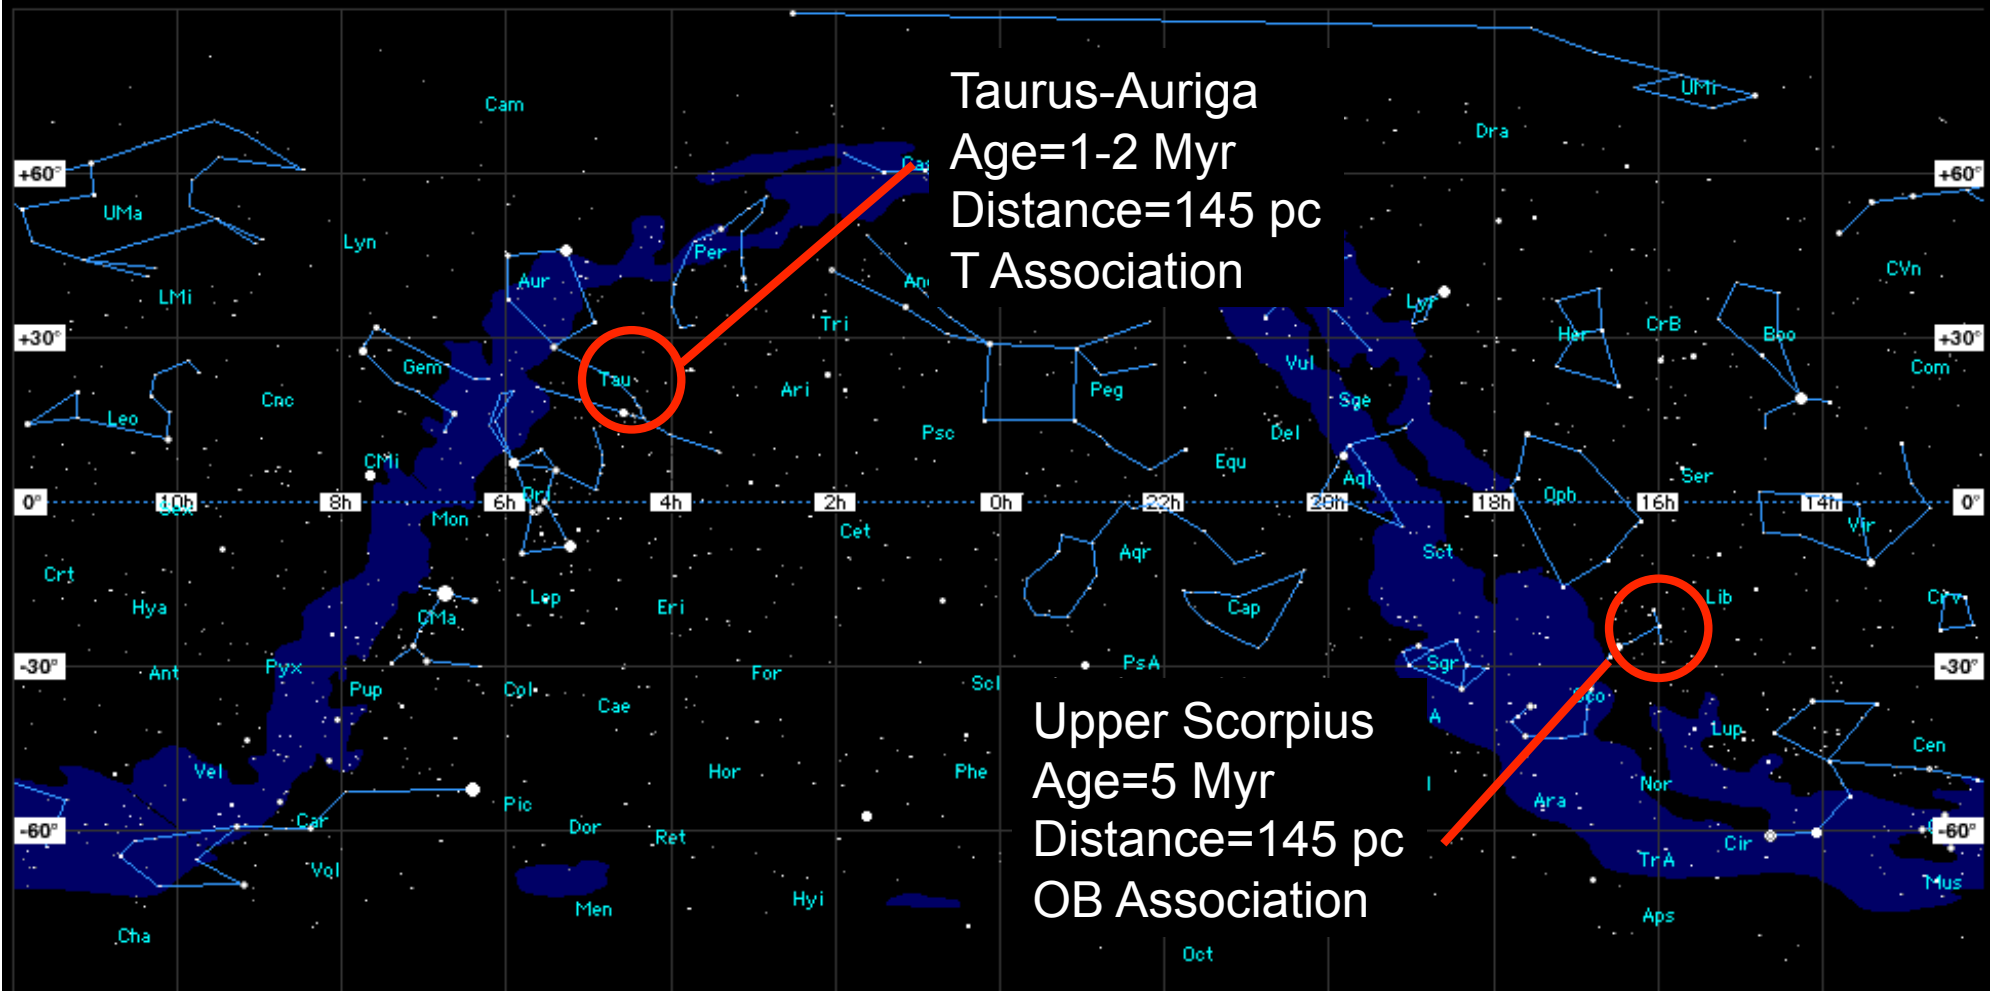 UMi
Cam
Taurus-Auriga
Age=1-2 Myr
Distance=145 pc
T Association
Dra
+60°
+60°
UMa
Lyn
Per
CVn
Aur
LMi
Tri
Lyr
Her
CrB
Boo
+30°
+30°
Gem
Tau
Ari
Peg
Vul
Com
Cnc
Sge
Leo
Psc
Del
CMi
Equ
Aql
Ser
0°
10h
8h
6h
Ori
4h
2h
0h
22h
20h
18h
Oph
16h
14h
0°
Sex
Mon
Cet
Aqr
Sct
Vir
Crt
Hya
CMa
Lep
Eri
Cap
Lib
Crv
-30°
Ant
Pyx
Pup
Col
For
PsA
Sgr
-30°
Cae
Scl
Sco
Upper Scorpius
Age=5 Myr
Distance=145 pc
OB Association
A
Lup
Cen
Vel
Hor
Phe
Nor
Pic
Ara
-60°
Car
Dor
Ret
Cir
-60°
Vol
TrA
Mus
Men
Hyi
Aps
Cha
Oct